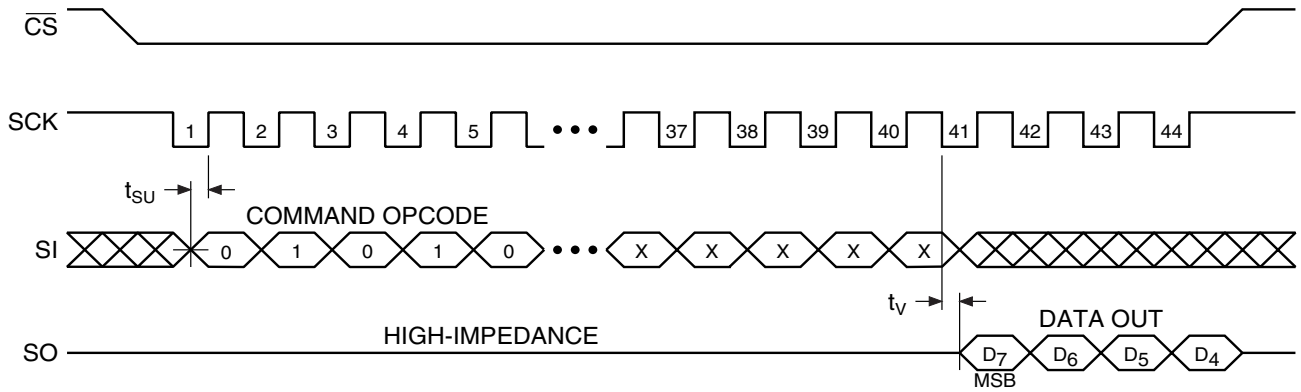 CS
SCK 1 2 3 4 5 ••• 37 38 39 40 41 42 43 44
tSU
COMMAND OPCODE
SI 0 1 0 1 0 ••• X X X X X
tV
HIGH-IMPEDANCE
DATA OUT
SO D7 D6 D5 D4
MSB